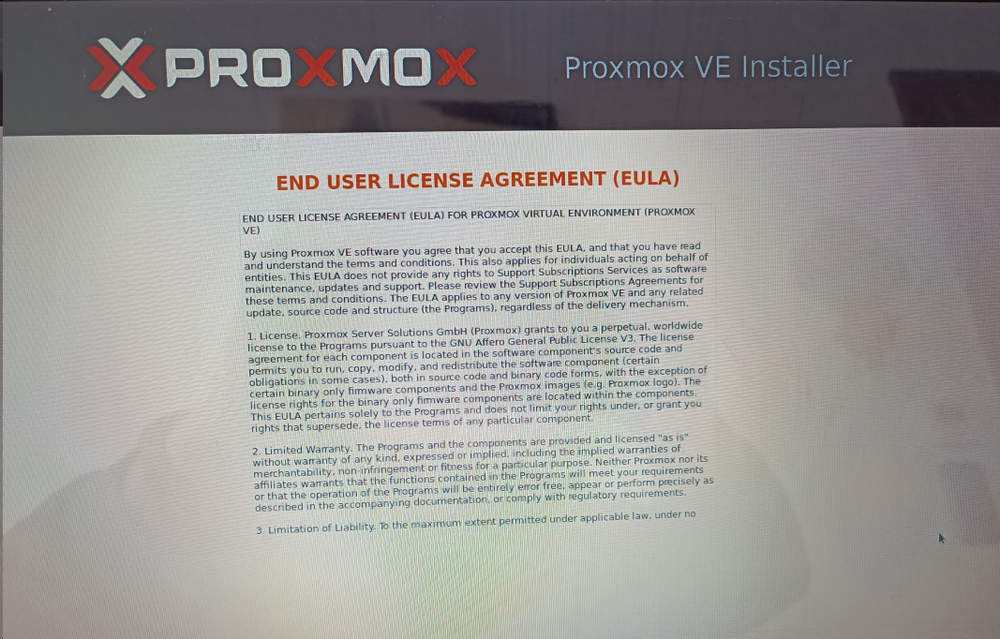 PROXMOX
Proxmox VE Installer
END USER LICENSE AGREEMENT (EULA)
END USER LICENSE AGREEMENT (EULA) FOR PROXMOX VIRTUAL ENVIRONMENT (PROXMOX
VE)
By using Proxmox VE software you agree that you accept this EULA, and that you have read
and understand the terms and conditions. This also applies for individuals acting on behalf of
entities. This EULA does not provide any rights to Support Subscriptions Services as software
maintenance, updates and support. Please review the Support Subscriptions Agreements for
these terms and conditions. The EULA applies to any version of Proxmox VE and any related
update, source code and structure (the Programs), regardless of the delivery mechanism.
1. License. Proxmox Server Solutions GmbH (Proxmox) grants to you a perpetual, worldwide
license to the Programs pursuant to the GNU Affero General Public License V3. The license
agreement for each component is located in the software component's source code and
permits you to run, copy, modify, and redistribute the software component (certain
obligations in some cases), both in source code and binary code forms, with the exception of
certain binary only firmware components and the Proxmox images (e.g. Proxmox logo). The
license rights for the binary only firmware components are located within the components.
This EULA pertains solely to the Programs and does not limit your rights under, or grant you
rights that supersede, the license terms of any particular component.
2. Limited Warranty. The Programs and the components are provided and licensed "as is"
without warranty of any kind, expressed or implied, including the implied warranties of
merchantability, non-infringement or fitness for a particular purpose. Neither Proxmox nor its
affiliates warrants that the functions contained in the Programs will meet your requirements
or that the operation of the Programs will be entirely error free, appear or perform precisely as
described in the accompanying documentation, or comply with regulatory requirements.
3. Limitation of Liability. To the maximum extent permitted under applicable law, under no